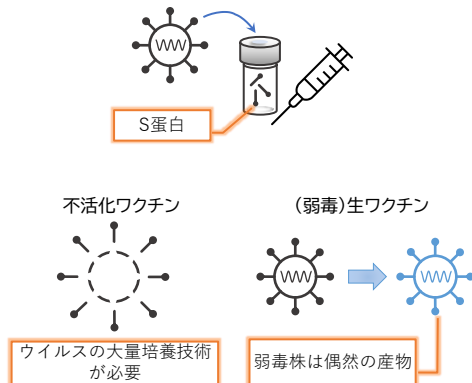 S蛋白
不活化ワクチン
(弱毒)生ワクチン
ウイルスの大量培養技術
が必要
弱毒株は偶然の産物